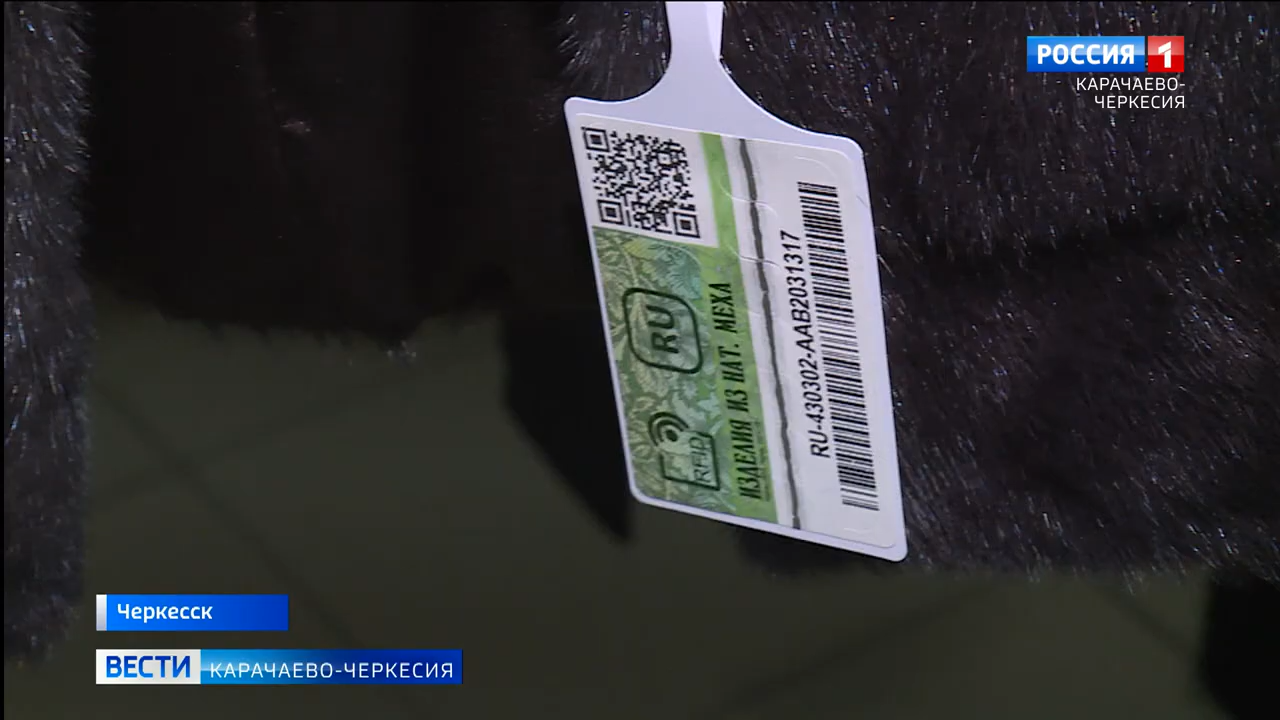 РОССИЯ 1
КАРАЧАЕВО-
ЧЕРКЕСИЯ
RU
RFID
ИЗДЕЛИЯ ИЗ НАТ. МЕХА
RU-430302-AAB2031317
Черкесск
ВЕСТИ КАРАЧАЕВО-ЧЕРКЕСИЯ